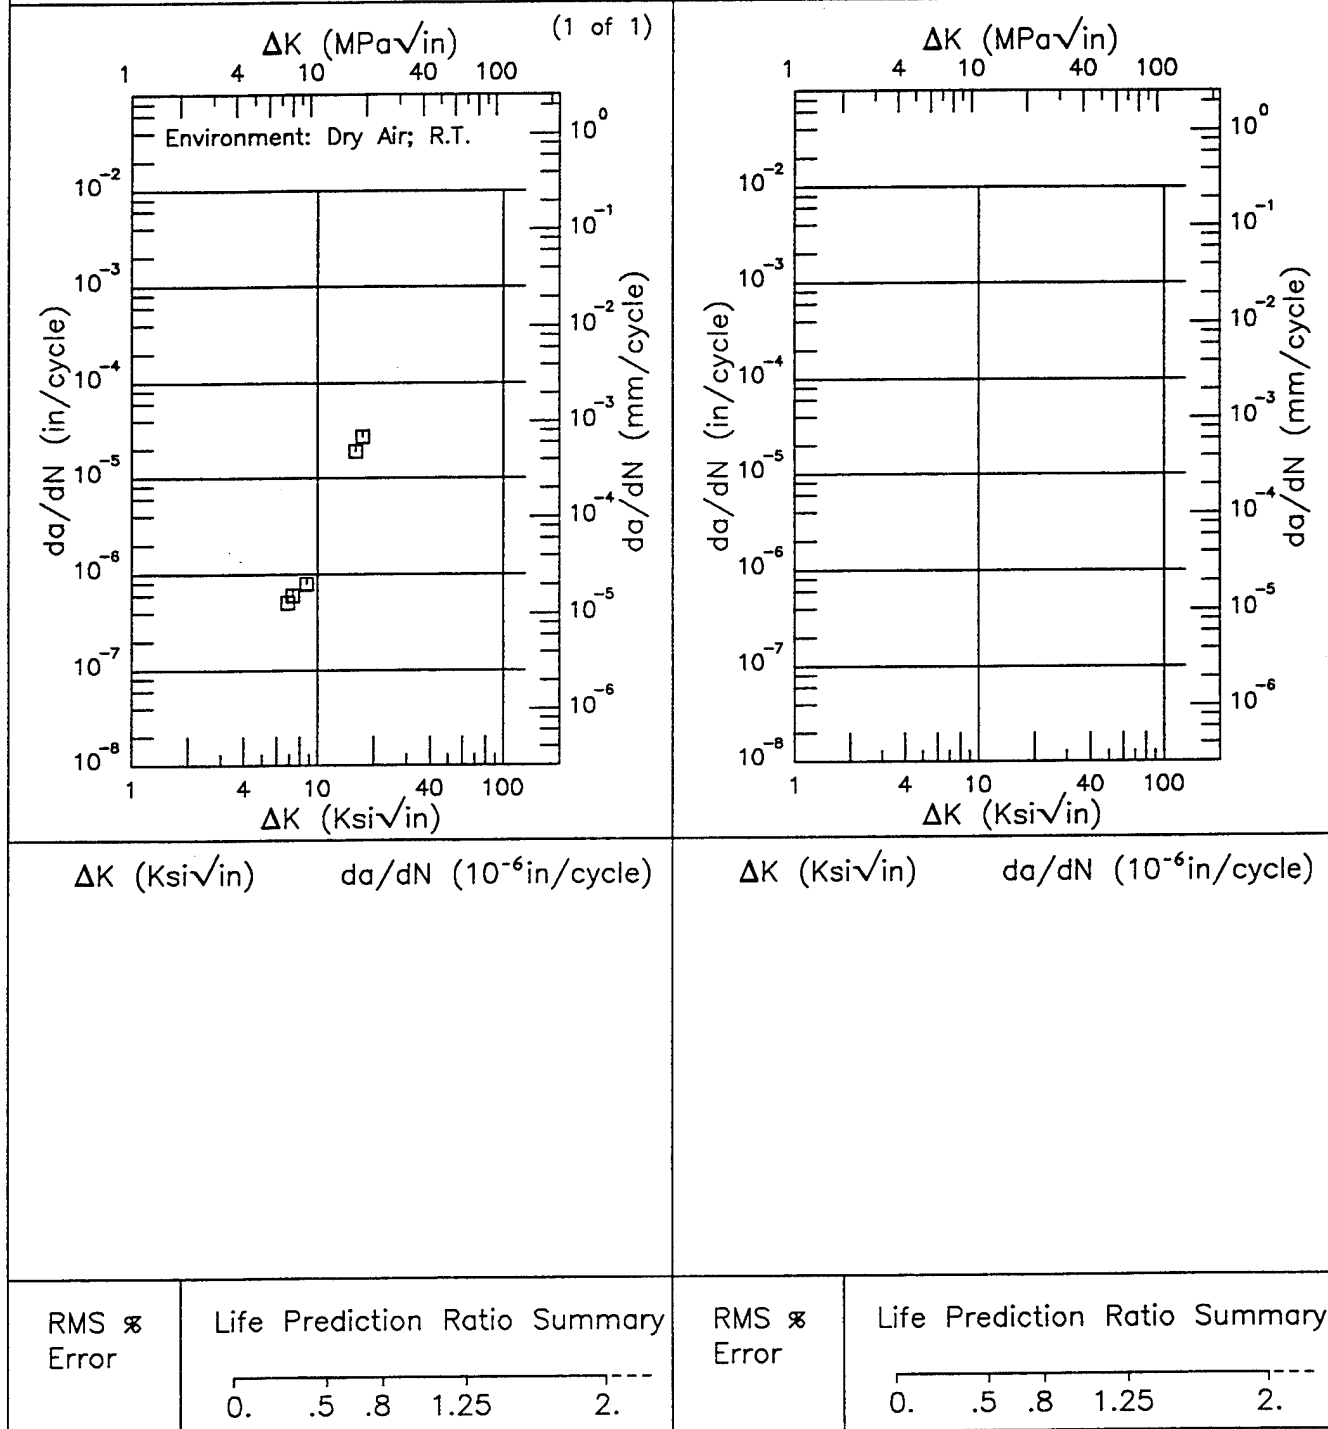 (1 of 1)
ΔK (MPa√in)
1 4 10 40 100
Environment: Dry Air; R.T.
da/dN (in/cycle)
10⁻²
10⁻³
10⁻⁴
10⁻⁵
10⁻⁶
10⁻⁷
10⁻⁸
da/dN (mm/cycle)
10⁰
10⁻¹
10⁻²
10⁻³
10⁻⁴
10⁻⁵
10⁻⁶
1 4 10 40 100
ΔK (Ksi√in)
ΔK (Ksi√in) da/dN (10⁻⁶in/cycle)
RMS %
Error
Life Prediction Ratio Summary
0. .5 .8 1.25 2.
ΔK (MPa√in)
1 4 10 40 100
da/dN (in/cycle)
10⁻²
10⁻³
10⁻⁴
10⁻⁵
10⁻⁶
10⁻⁷
10⁻⁸
da/dN (mm/cycle)
10⁰
10⁻¹
10⁻²
10⁻³
10⁻⁴
10⁻⁵
10⁻⁶
1 4 10 40 100
ΔK (Ksi√in)
ΔK (Ksi√in) da/dN (10⁻⁶in/cycle)
RMS %
Error
Life Prediction Ratio Summary
0. .5 .8 1.25 2.